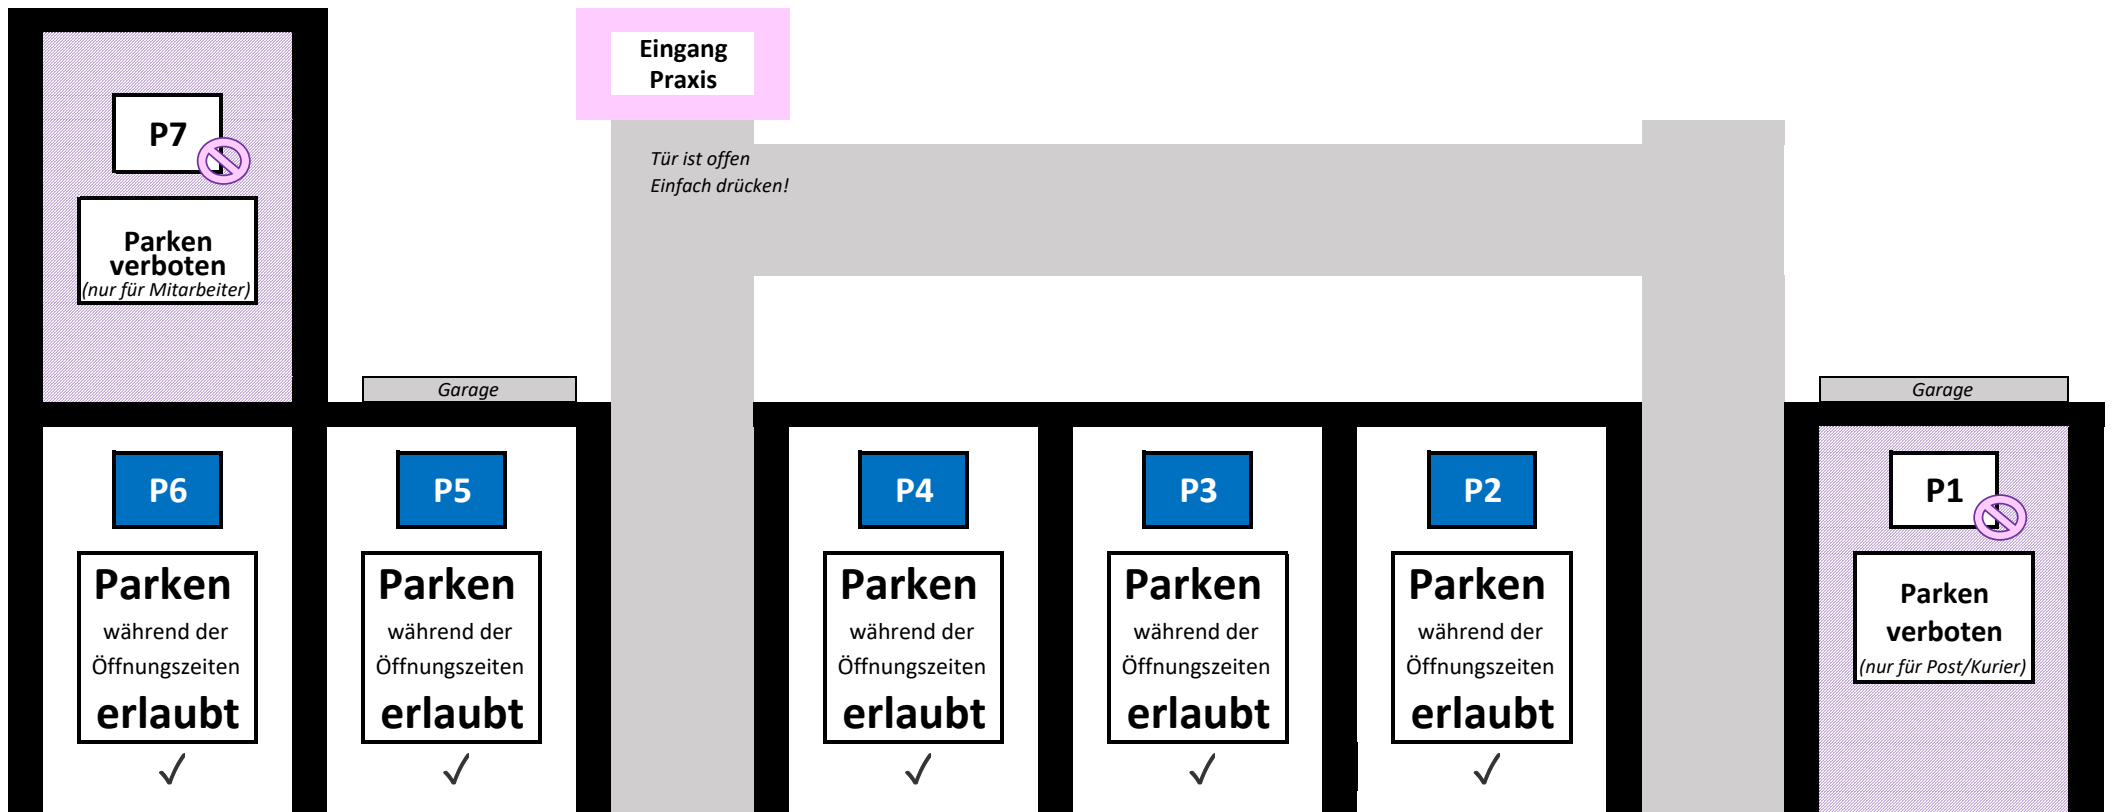 Eingang
Praxis
P7
Tür ist offen
Einfach drücken!
Parken
verboten
(nur für Mitarbeiter)
Garage
Garage
P6
P5
P4
P3
P2
P1
Parken
während der
Öffnungszeiten
erlaubt
✓
Parken
während der
Öffnungszeiten
erlaubt
✓
Parken
während der
Öffnungszeiten
erlaubt
✓
Parken
während der
Öffnungszeiten
erlaubt
✓
Parken
während der
Öffnungszeiten
erlaubt
✓
Parken
verboten
(nur für Post/Kurier)